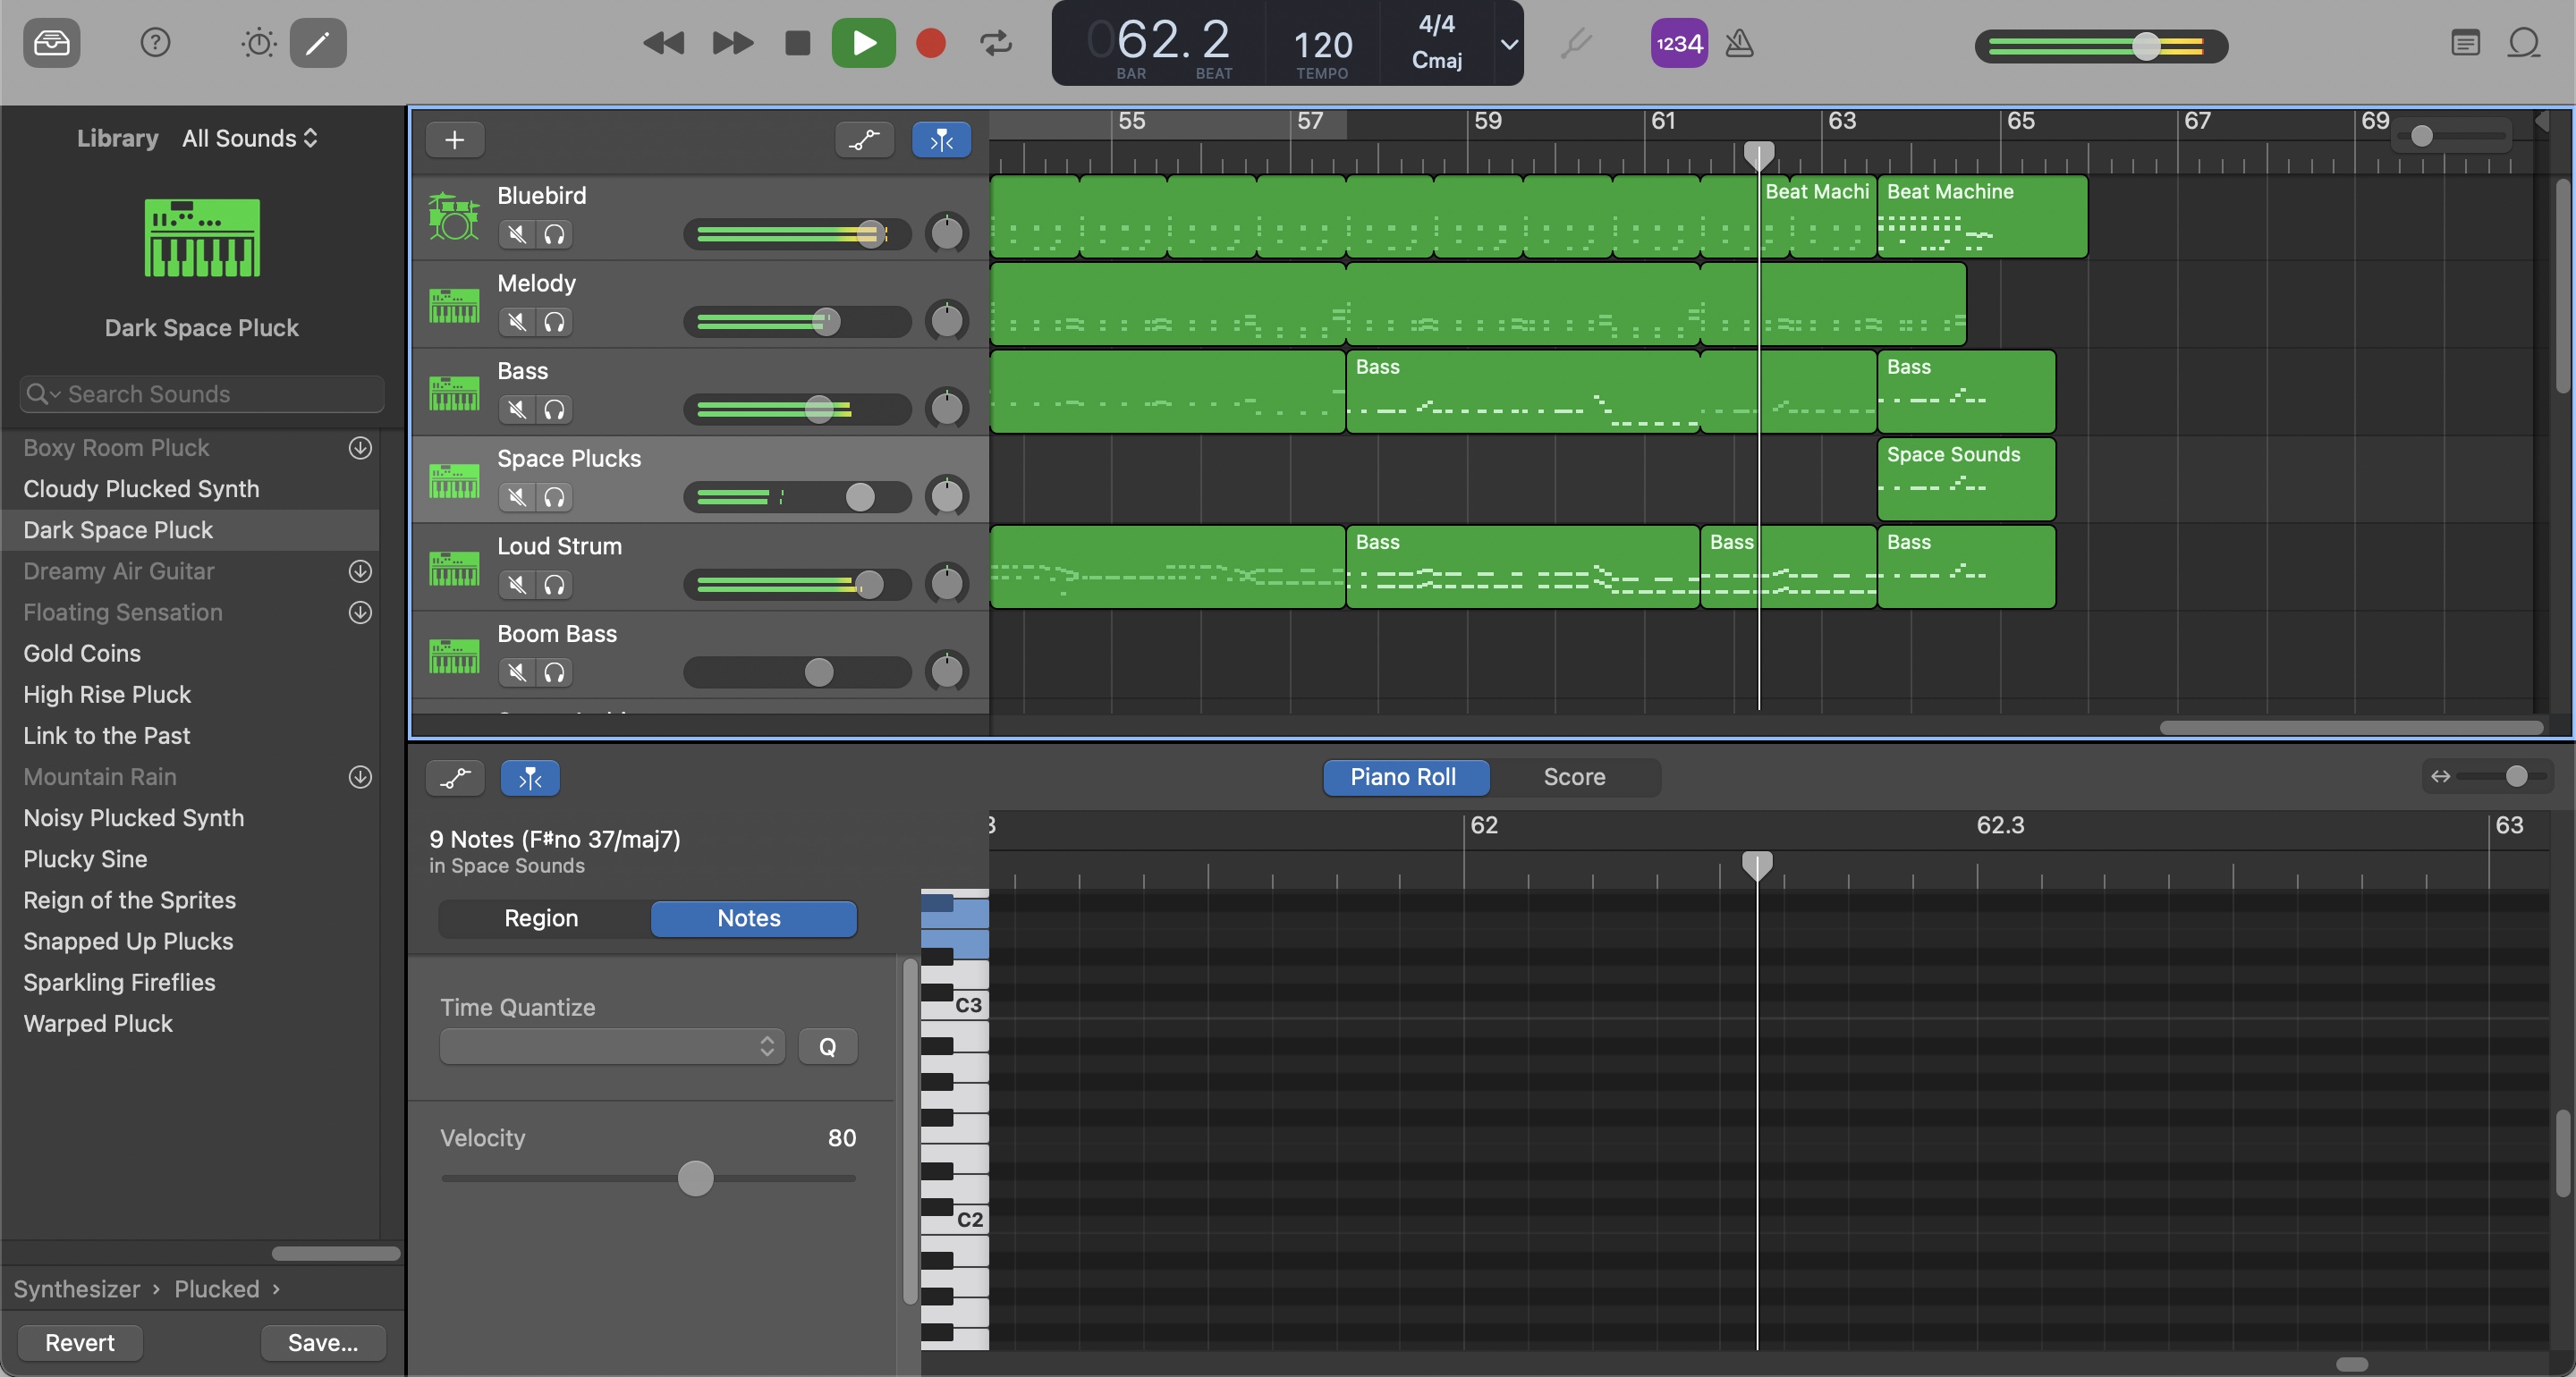 062.2
BAR
BEAT
120
TEMPO
4/4
Cmaj
1234
Library
All Sounds
Dark Space Pluck
Search Sounds
Boxy Room Pluck
Cloudy Plucked Synth
Dark Space Pluck
Dreamy Air Guitar
Floating Sensation
Gold Coins
High Rise Pluck
Link to the Past
Mountain Rain
Noisy Plucked Synth
Plucky Sine
Reign of the Sprites
Snapped Up Plucks
Sparkling Fireflies
Warped Pluck
Synthesizer › Plucked ›
Revert
Save...
55 57 59 61 63 65 67 69
Bluebird
Beat Machi
Beat Machine
Melody
Bass
Bass
Bass
Space Plucks
Space Sounds
Loud Strum
Bass
Bass
Bass
Boom Bass
Piano Roll
Score
62 62.3 63
9 Notes (F#no 37/maj7)
in Space Sounds
Region
Notes
Time Quantize
Q
Velocity
80
C3
C2